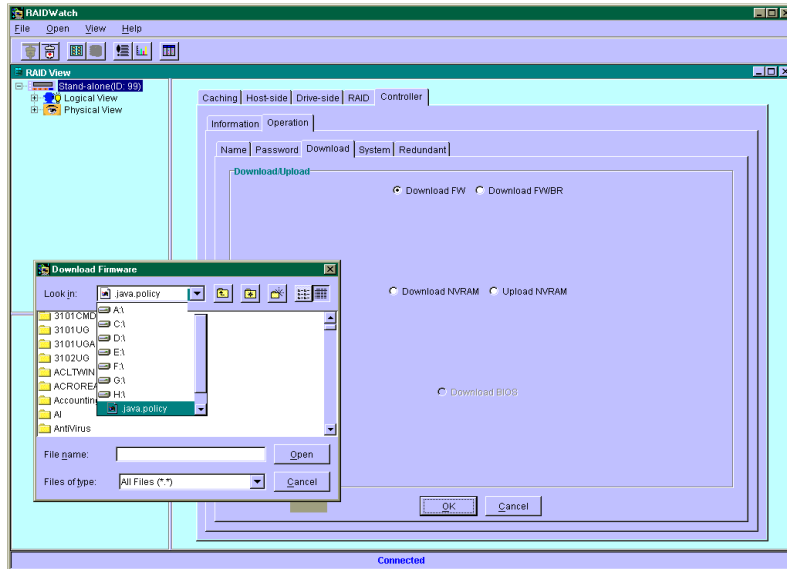 RAIDWatch
File Open View Help
RAID View
Stand-alone(ID: 99)
Logical View
Physical View
Caching Host-side Drive-side RAID Controller
Information Operation
Name Password Download System Redundant
Download/Upload
Download FW Download FW/BR
Download NVRAM Upload NVRAM
Download BIOS
OK Cancel
Download Firmware
Look in: .java.policy
A:\
C:\
D:\
E:\
F:\
G:\
H:\
.java.policy
3101CMD
3101UG
3101UGA
3102UG
ACLTWIN
ACROREA
Accounting
AI
AntiVirus
File name: Open
Files of type: All Files (*.*) Cancel
Connected